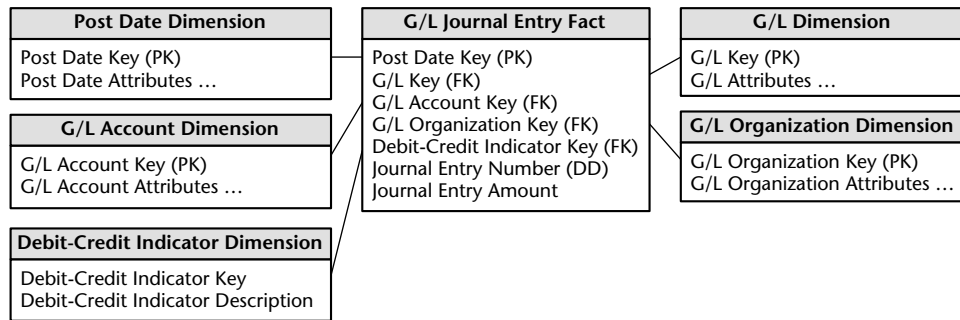 Post Date Dimension
Post Date Key (PK)
Post Date Attributes …
G/L Account Dimension
G/L Account Key (PK)
G/L Account Attributes …
Debit-Credit Indicator Dimension
Debit-Credit Indicator Key
Debit-Credit Indicator Description
G/L Journal Entry Fact
Post Date Key (PK)
G/L Key (FK)
G/L Account Key (FK)
G/L Organization Key (FK)
Debit-Credit Indicator Key (FK)
Journal Entry Number (DD)
Journal Entry Amount
G/L Dimension
G/L Key (PK)
G/L Attributes …
G/L Organization Dimension
G/L Organization Key (PK)
G/L Organization Attributes …